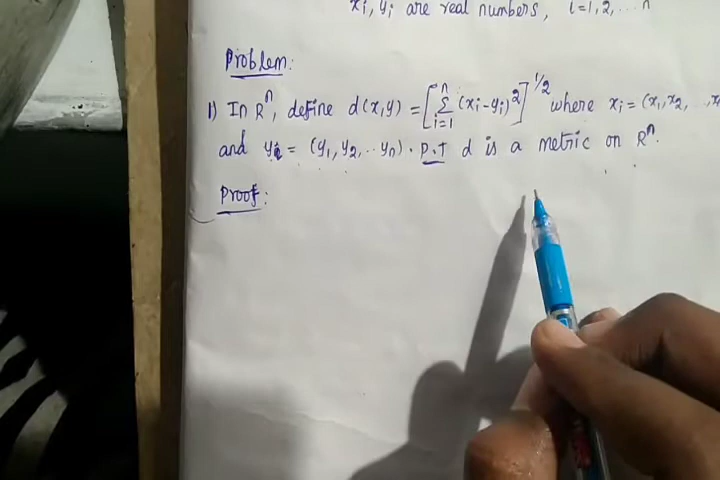 xi, yi are real numbers, i=1,2,...n
Problem:
1) In R^n, define d(x,y) = [∑_{i=1}^{n} (xi-yi)^2]^{1/2} where xi = (x1,x2, ..,x
and yi = (y1, y2, ..yn). P.T d is a metric on R^n.
Proof: